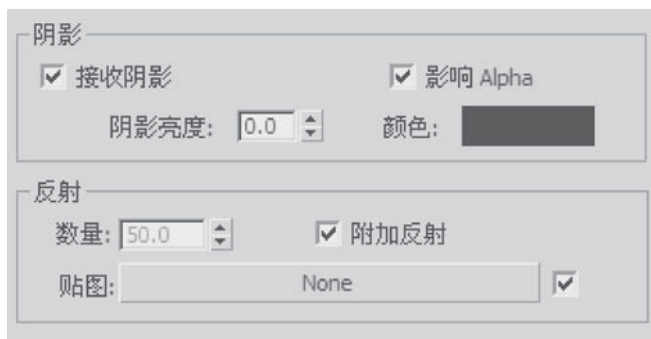 阴影
接收阴影 影响 Alpha
阴影亮度: 0.0 颜色:
反射
数量: 50.0 附加反射
贴图: None